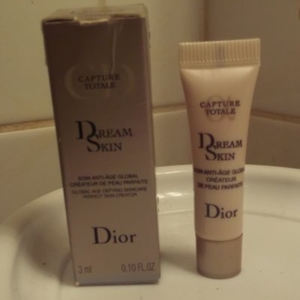 CAPTURE
TOTALE
DREAM
SKIN
SOIN ANTI-ÂGE GLOBAL
CRÉATEUR DE PEAU PARFAITE
GLOBAL AGE-DEFYING SKINCARE
PERFECT SKIN CREATOR
Dior
3 ml 0.10 FL.OZ
CAPTURE
TOTALE
DREAM
SKIN
SOIN ANTI-ÂGE GLOBAL
CRÉATEUR
DE PEAU PARFAITE
Dior